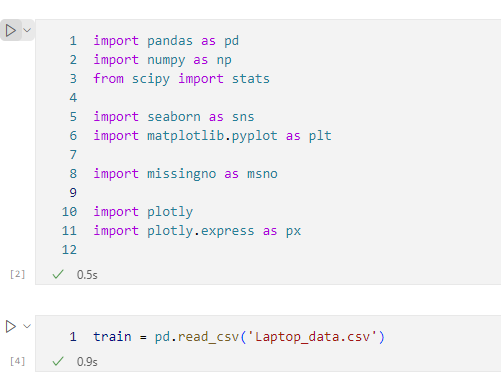 1 import pandas as pd
2 import numpy as np
3 from scipy import stats
4
5 import seaborn as sns
6 import matplotlib.pyplot as plt
7
8 import missingno as msno
9
10 import plotly
11 import plotly.express as px
12
[2] 0.5s
1 train = pd.read_csv('Laptop_data.csv')
[4] 0.9s